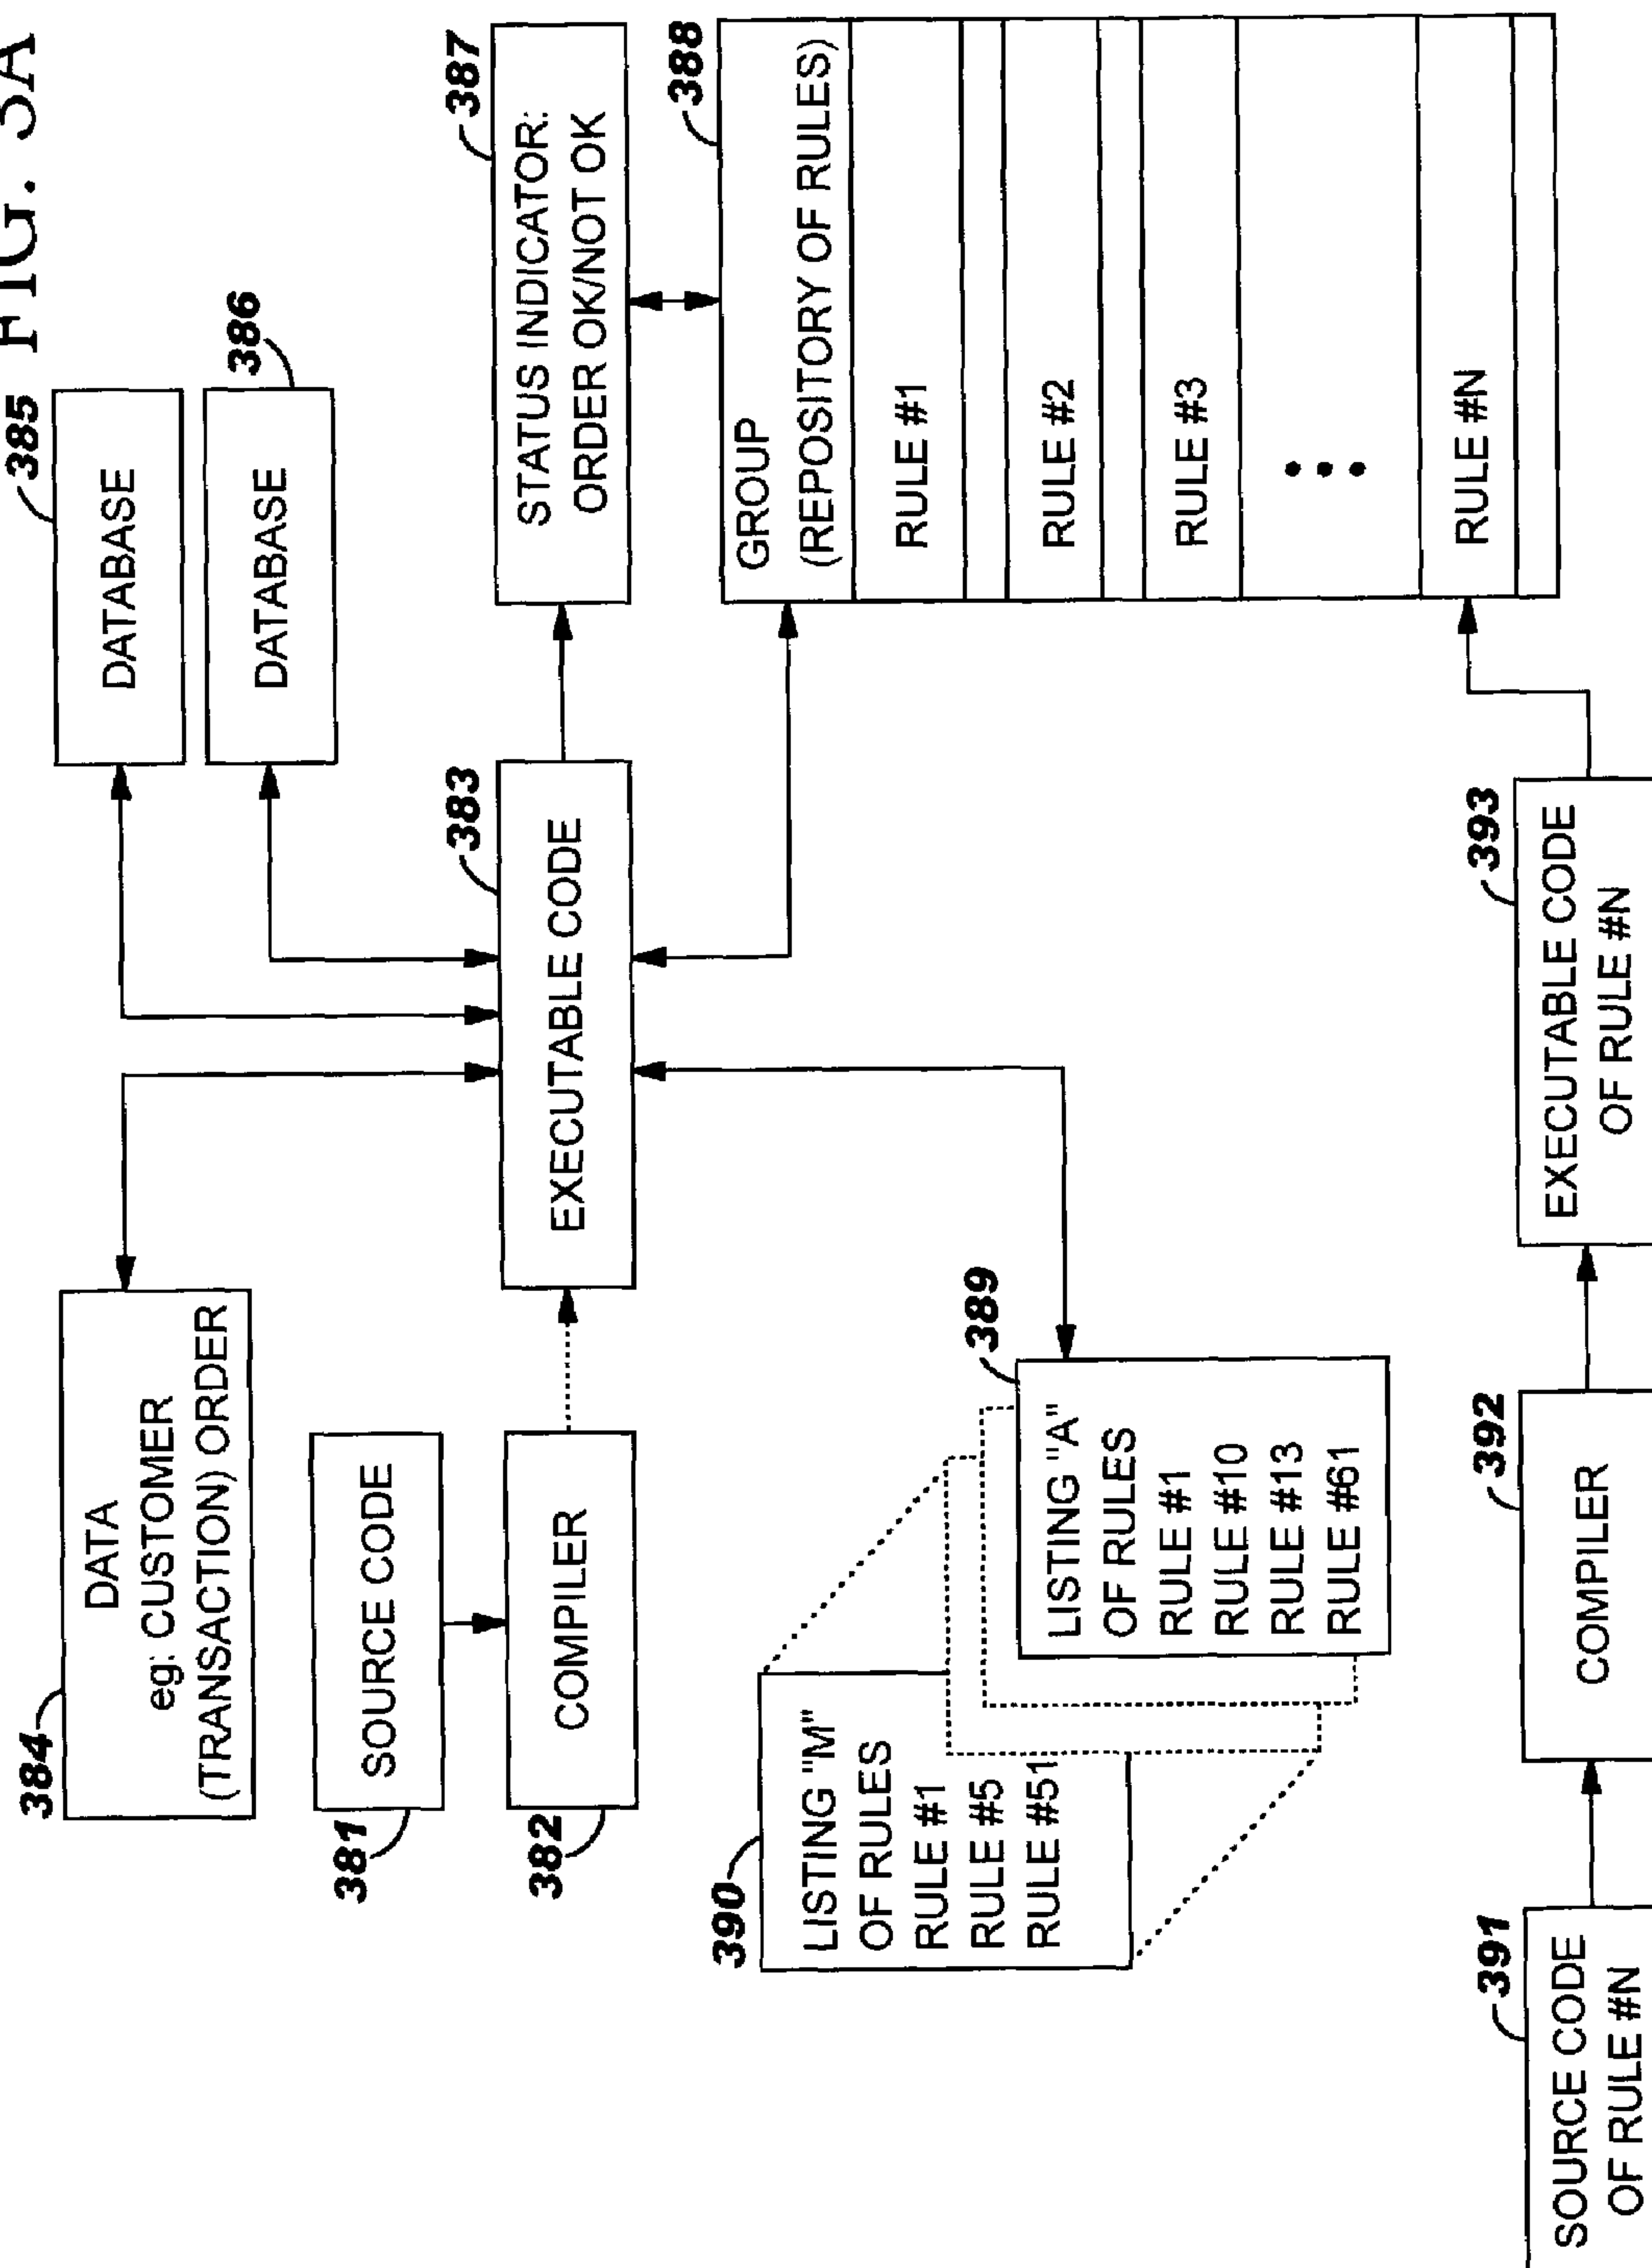 FIG. 3A
385
DATABASE
386
DATABASE
384
DATA
eg: CUSTOMER
(TRANSACTION) ORDER
381
SOURCE CODE
382
COMPILER
383
EXECUTABLE CODE
387
STATUS INDICATOR:
ORDER OK/NOT OK
388
GROUP
(REPOSITORY OF RULES)
RULE #1
RULE #2
RULE #3
RULE #N
390
LISTING "M"
OF RULES
RULE #1
RULE #5
RULE #51
389
LISTING "A"
OF RULES
RULE #1
RULE #10
RULE #13
RULE #61
391
SOURCE CODE
OF RULE #N
392
COMPILER
393
EXECUTABLE CODE
OF RULE #N